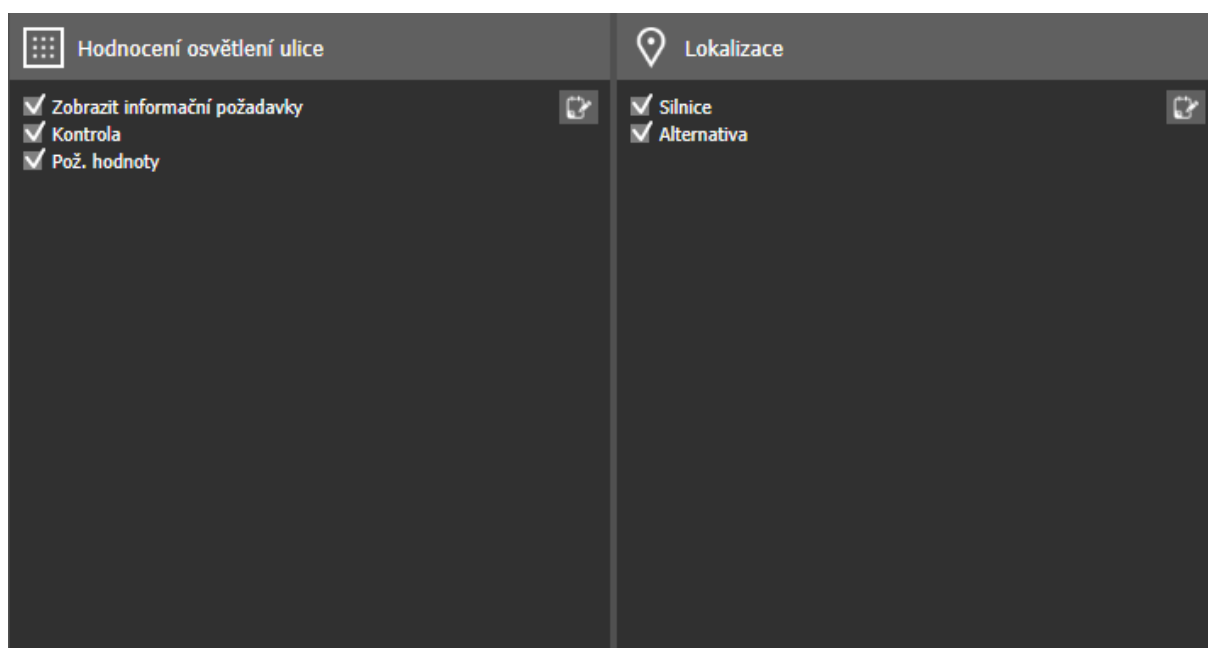 Hodnocení osvětlení ulice
Zobrazit informační požadavky
Kontrola
Pož. hodnoty
Lokalizace
Silnice
Alternativa